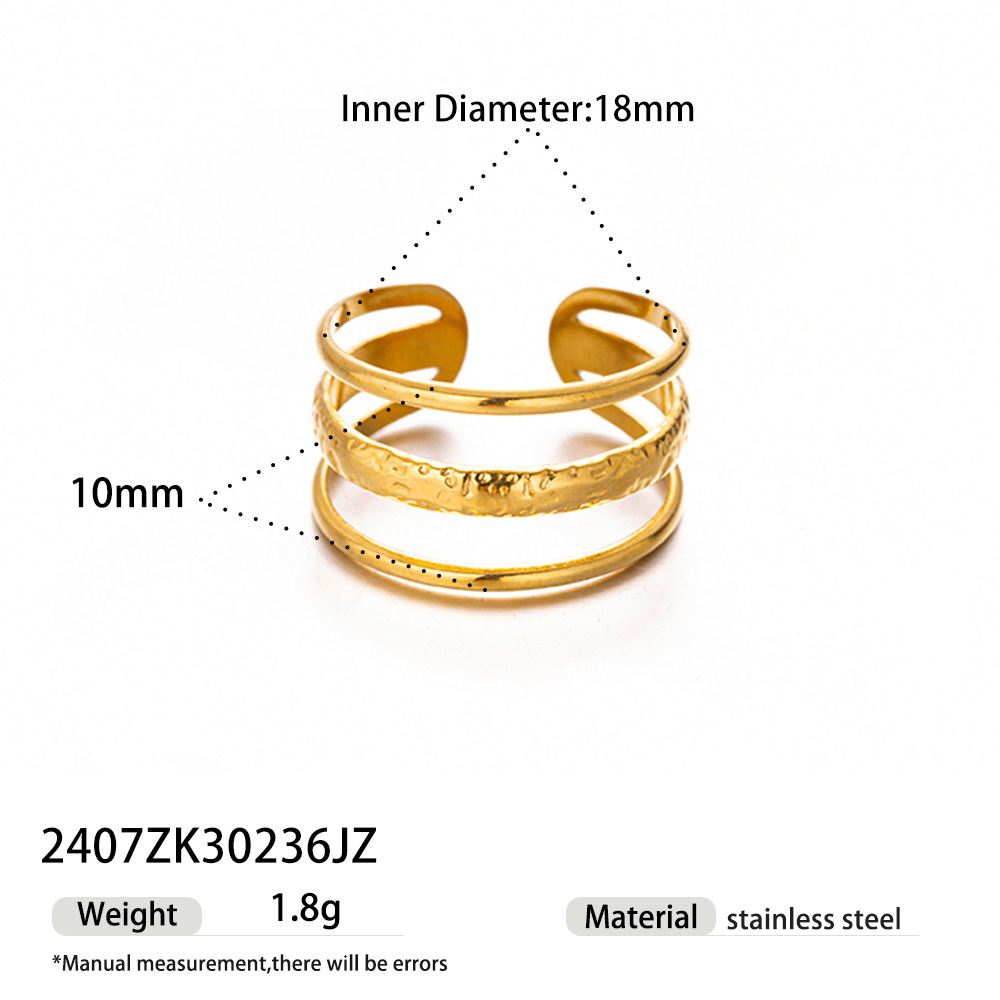 Inner Diameter:18mm
10mm
2407ZK30236JZ
Weight 1.8g
Material stainless steel
*Manual measurement,there will be errors